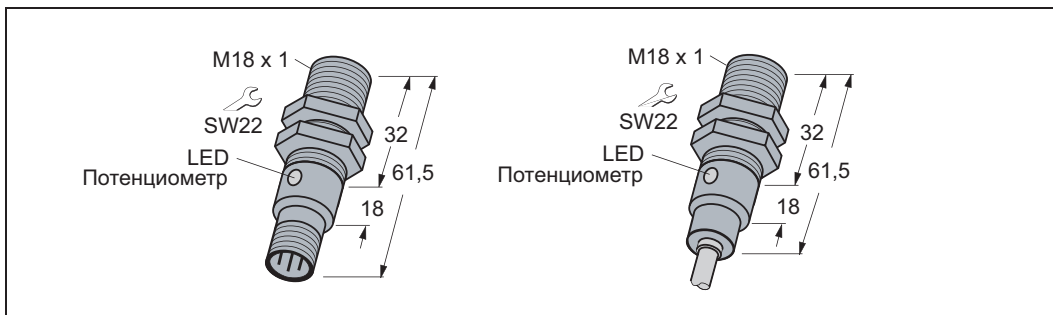 M18 x 1
SW22
LED
Потенциометр
32
61,5
18
M18 x 1
SW22
LED
Потенциометр
32
61,5
18